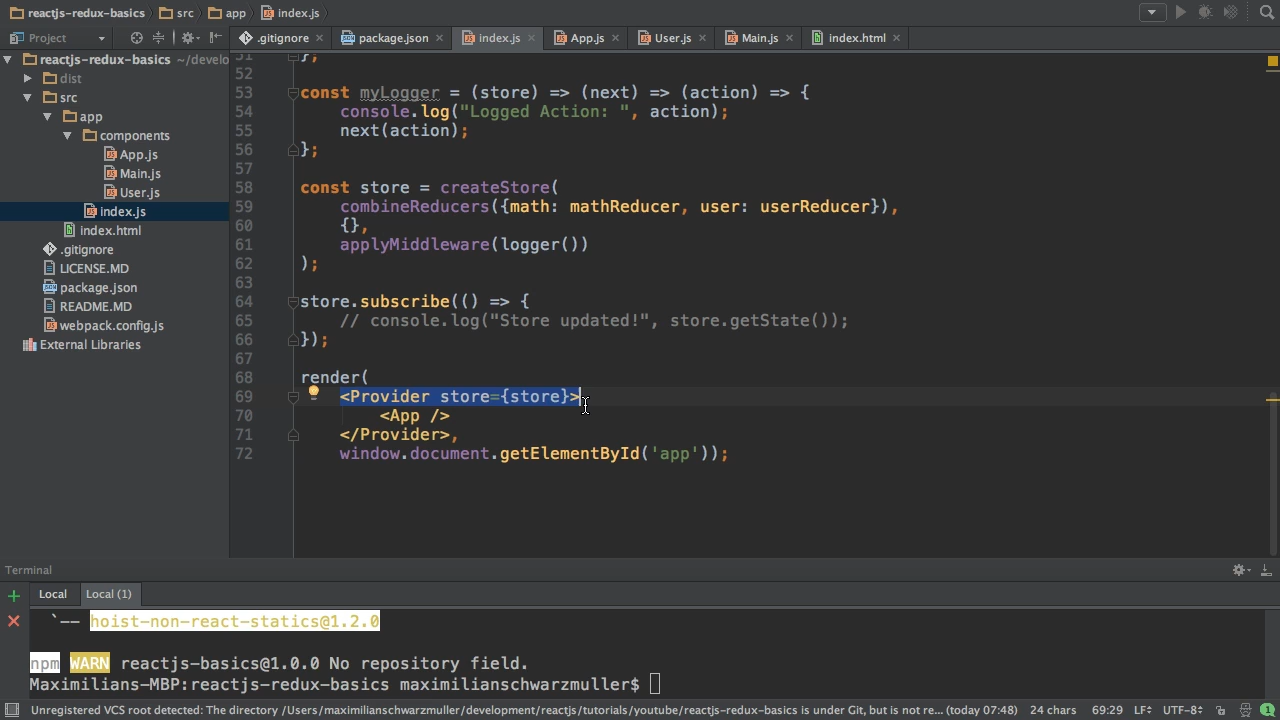 reactjs-redux-basics src app index.js
Project
.gitignore package.json index.js App.js User.js Main.js index.html
reactjs-redux-basics ~/develo
dist
src
app
components
App.js
Main.js
User.js
index.js
index.html
.gitignore
LICENSE.MD
package.json
README.MD
webpack.config.js
External Libraries
51 };
52
53 const myLogger = (store) => (next) => (action) => {
54 console.log("Logged Action: ", action);
55 next(action);
56 };
57
58 const store = createStore(
59 combineReducers({math: mathReducer, user: userReducer}),
60 {},
61 applyMiddleware(logger())
62 );
63
64 store.subscribe(() => {
65 // console.log("Store updated!", store.getState());
66 });
67
68 render(
69 <Provider store={store}>
70 <App />
71 </Provider>,
72 window.document.getElementById('app'));
Terminal
Local Local (1)
`-- hoist-non-react-statics@1.2.0
npm WARN reactjs-basics@1.0.0 No repository field.
Maximilians-MBP:reactjs-redux-basics maximilianschwarzmuller$
Unregistered VCS root detected: The directory /Users/maximilianschwarzmuller/development/reactjs/tutorials/youtube/reactjs-redux-basics is under Git, but is not re... (today 07:48) 24 chars 69:29 LF÷ UTF-8÷ 1